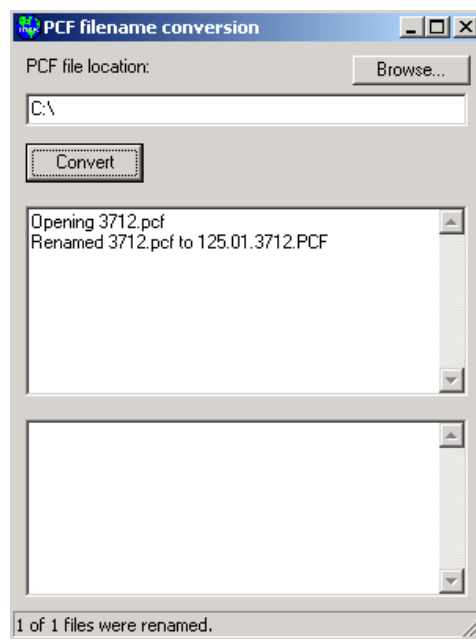 PCF filename conversion
PCF file location:
Browse...
C:\
Convert
Opening 3712.pcf
Renamed 3712.pcf to 125.01.3712.PCF
1 of 1 files were renamed.